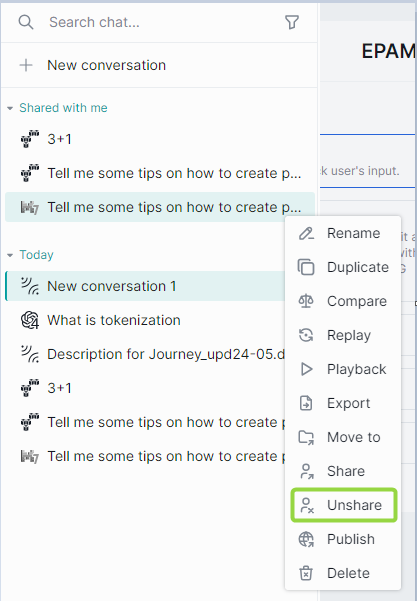 Search chat...
EPAM
New conversation
Shared with me
3+1
k user's input.
Tell me some tips on how to create p...
Tell me some tips on how to create p...
Rename
Duplicate
Compare
Replay
Playback
Export
Move to
Share
Unshare
Publish
Delete
Today
New conversation 1
What is tokenization
Description for Journey_upd24-05.d
3+1
Tell me some tips on how to create p
Tell me some tips on how to create p